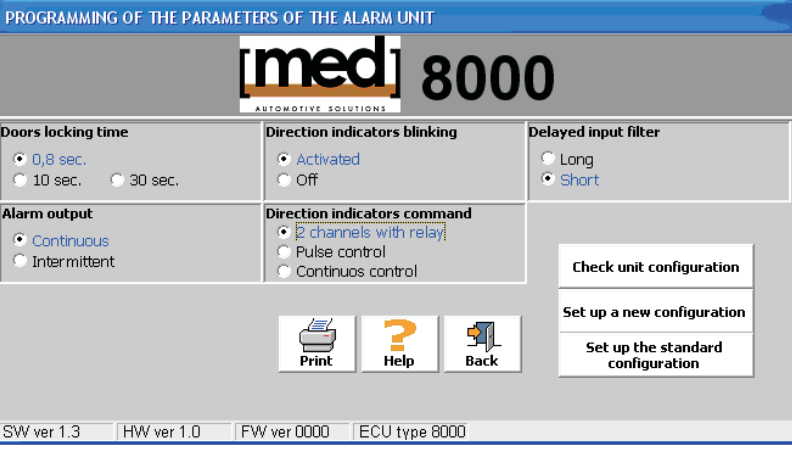 PROGRAMMING OF THE PARAMETERS OF THE ALARM UNIT
[med] 8000
AUTOMOTIVE SOLUTIONS
Doors locking time
0,8 sec.
10 sec. 30 sec.
Direction indicators blinking
Activated
Off
Delayed input filter
Long
Short
Alarm output
Continuous
Intermittent
Direction indicators command
2 channels with relay
Pulse control
Continuos control
Check unit configuration
Set up a new configuration
Set up the standard
configuration
Print Help Back
SW ver 1.3 HW ver 1.0 FW ver 0000 ECU type 8000